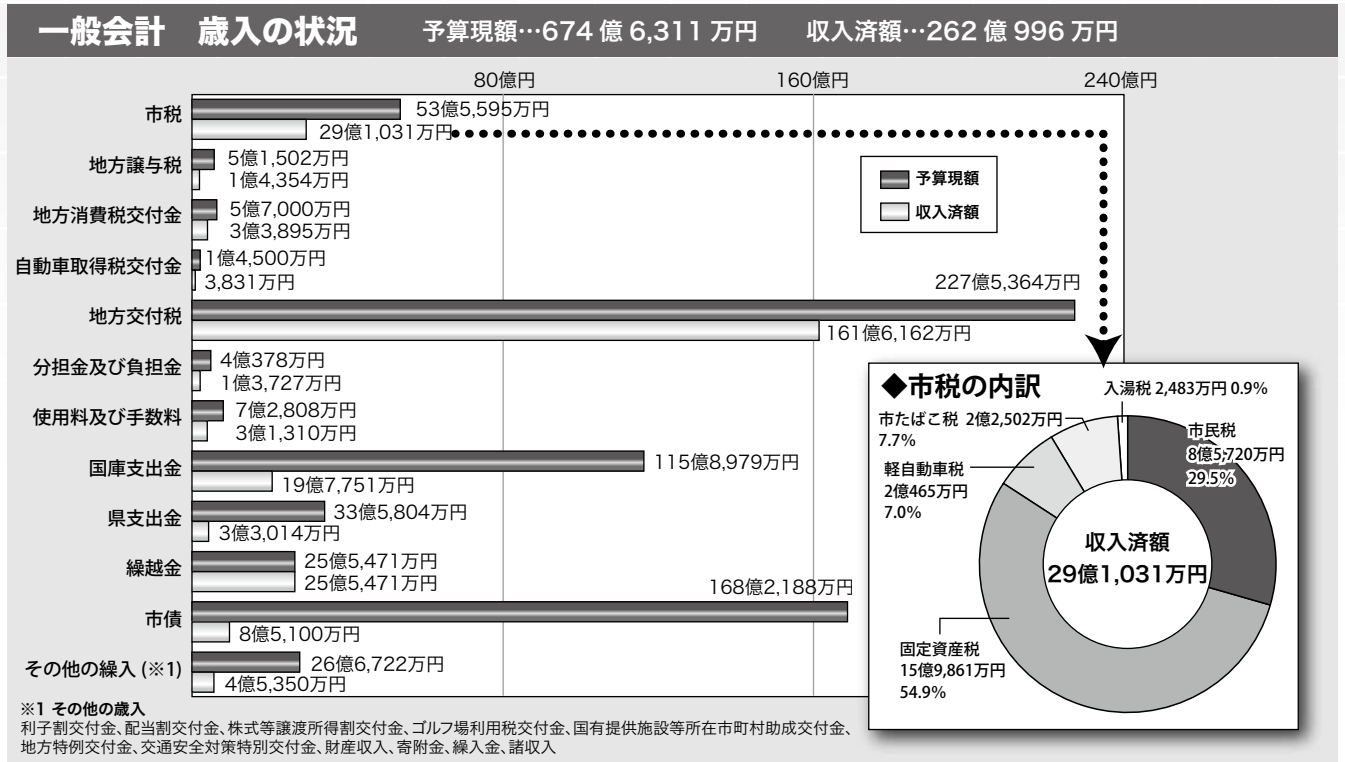 一般会計　歳入の状況　予算現額…674億6,311万円　収入済額…262億996万円
80億円　160億円　240億円
市税　53億5,595万円
29億1,031万円
地方譲与税　5億1,502万円
1億4,354万円
地方消費税交付金　5億7,000万円
3億3,895万円
自動車取得税交付金　1億4,500万円
3,831万円
地方交付税　227億5,364万円
161億6,162万円
分担金及び負担金　4億378万円
1億3,727万円
使用料及び手数料　7億2,808万円
3億1,310万円
国庫支出金　115億8,979万円
19億7,751万円
県支出金　33億5,804万円
3億3,014万円
繰越金　25億5,471万円
25億5,471万円
市債　168億2,188万円
8億5,100万円
その他の繰入(※1)　26億6,722万円
4億5,350万円
予算現額
収入済額
◆市税の内訳
入湯税 2,483万円 0.9%
市たばこ税 2億2,502万円
7.7%
軽自動車税
2億465万円
7.0%
市民税
8億5,720万円
29.5%
収入済額
29億1,031万円
固定資産税
15億9,861万円
54.9%
※1 その他の歳入
利子割交付金、配当割交付金、株式等譲渡所得割交付金、ゴルフ場利用税交付金、国有提供施設等所在市町村助成交付金、
地方特例交付金、交通安全対策特別交付金、財産収入、寄附金、繰入金、諸収入